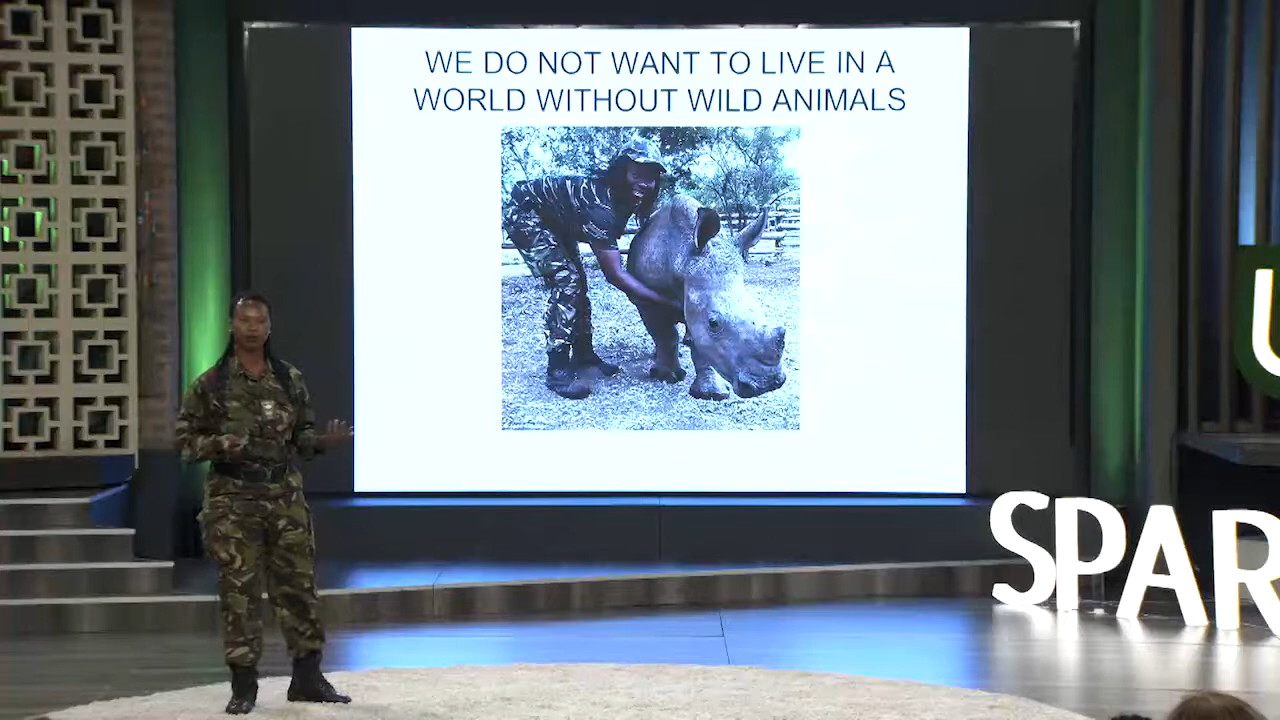 WE DO NOT WANT TO LIVE IN A
WORLD WITHOUT WILD ANIMALS
U
SPAR